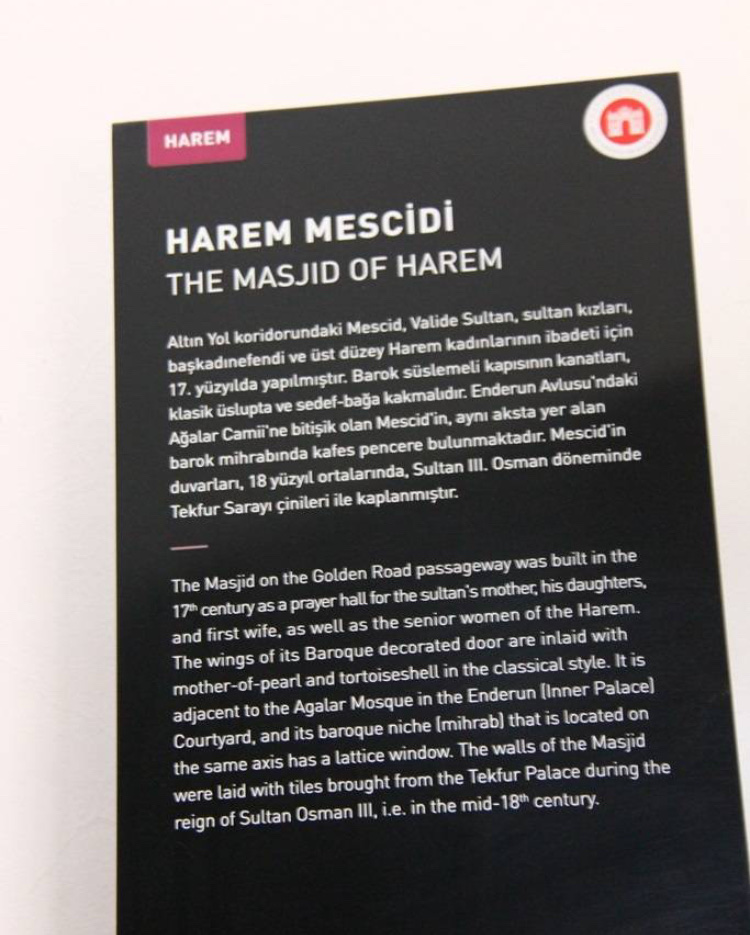 HAREM
HAREM MESCİDİ
THE MASJID OF HAREM
Altın Yol koridorundaki Mescid, Valide Sultan, sultan kızları,
başkadınefendi ve üst düzey Harem kadınlarının ibadeti için
17. yüzyılda yapılmıştır. Barok süslemeli kapısının kanatları,
klasik üslupta ve sedef-bağa kakmalıdır. Enderun Avlusu'ndaki
Ağalar Camii'ne bitişik olan Mescid'in, aynı aksta yer alan
barok mihrabında kafes pencere bulunmaktadır. Mescid'in
duvarları, 18 yüzyıl ortalarında, Sultan III. Osman döneminde
Tekfur Sarayı çinileri ile kaplanmıştır.
The Masjid on the Golden Road passageway was built in the
17th century as a prayer hall for the sultan's mother, his daughters,
and first wife, as well as the senior women of the Harem.
The wings of its Baroque decorated door are inlaid with
mother-of-pearl and tortoiseshell in the classical style. It is
adjacent to the Agalar Mosque in the Enderun (Inner Palace)
Courtyard, and its baroque niche (mihrab) that is located on
the same axis has a lattice window. The walls of the Masjid
were laid with tiles brought from the Tekfur Palace during the
reign of Sultan Osman III, i.e. in the mid-18th century.